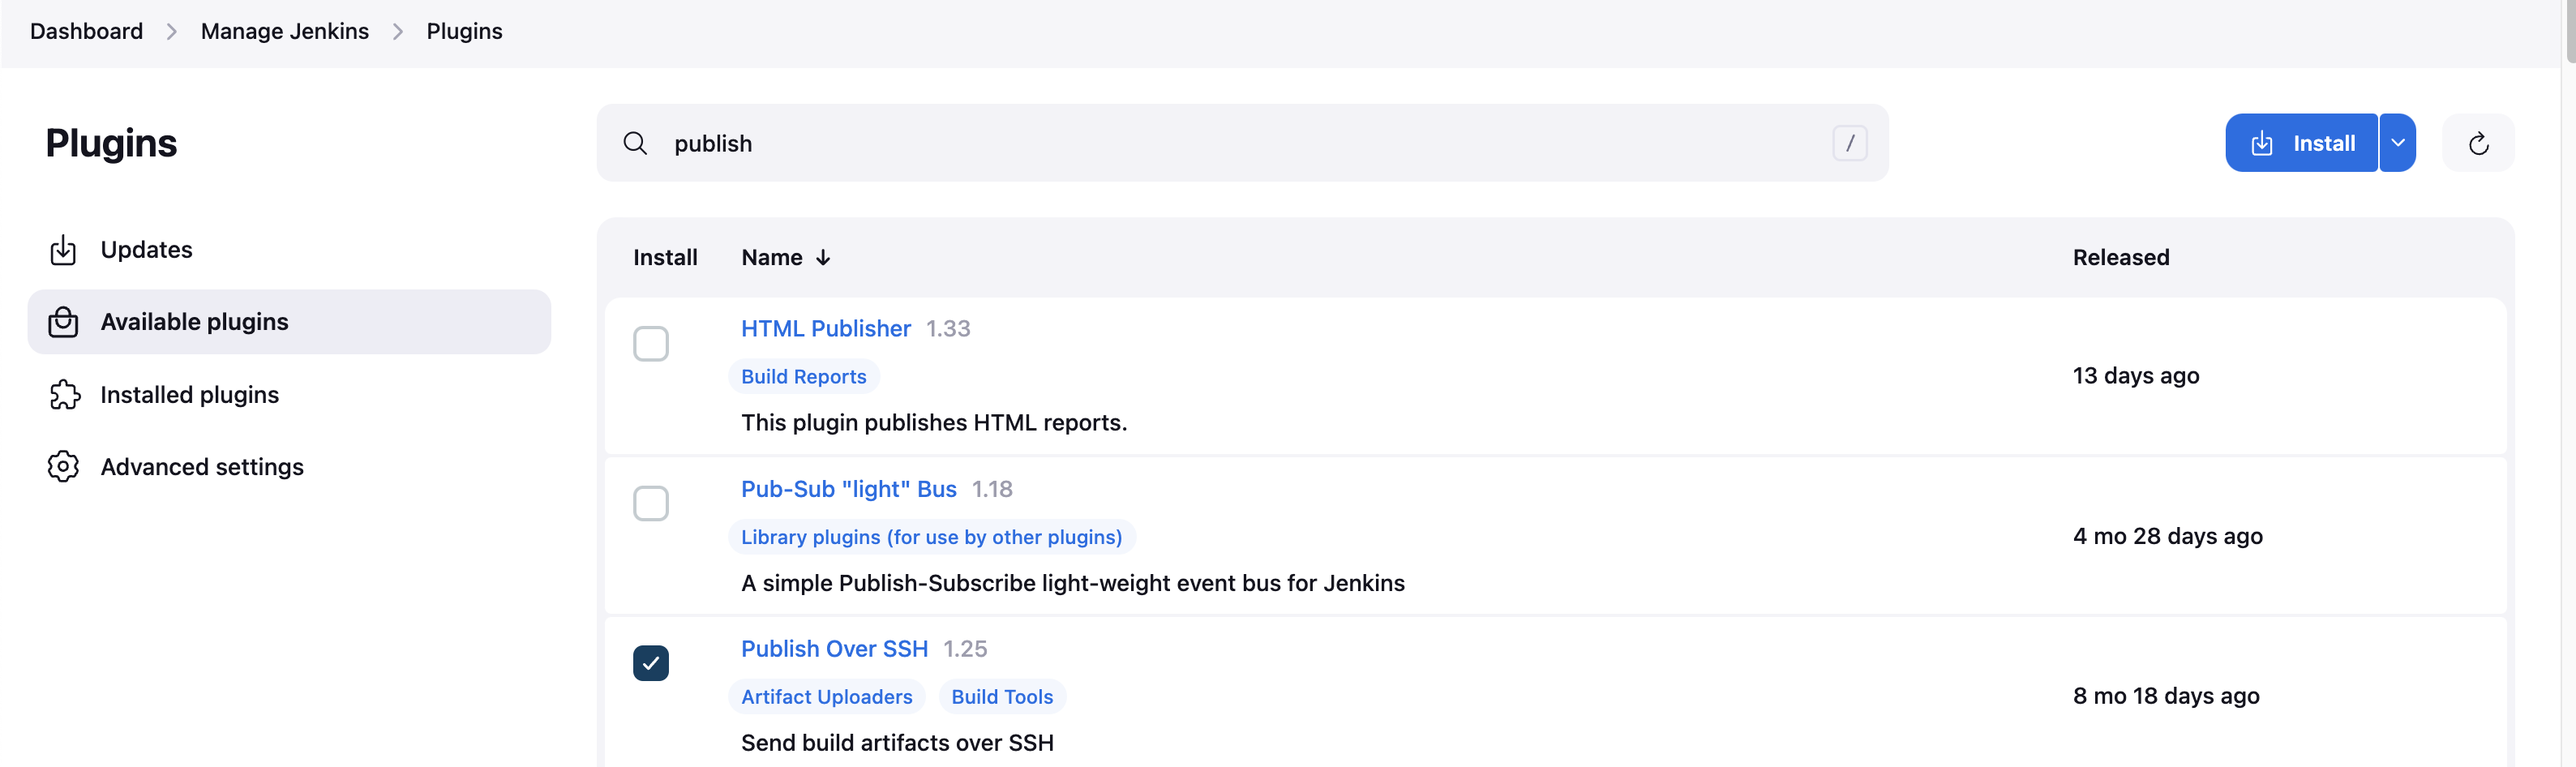 Dashboard > Manage Jenkins > Plugins
Plugins
Updates
Available plugins
Installed plugins
Advanced settings
publish /
Install
Install Name ↓ Released
HTML Publisher 1.33
Build Reports
This plugin publishes HTML reports.
13 days ago
Pub-Sub "light" Bus 1.18
Library plugins (for use by other plugins)
A simple Publish-Subscribe light-weight event bus for Jenkins
4 mo 28 days ago
Publish Over SSH 1.25
Artifact Uploaders Build Tools
Send build artifacts over SSH
8 mo 18 days ago